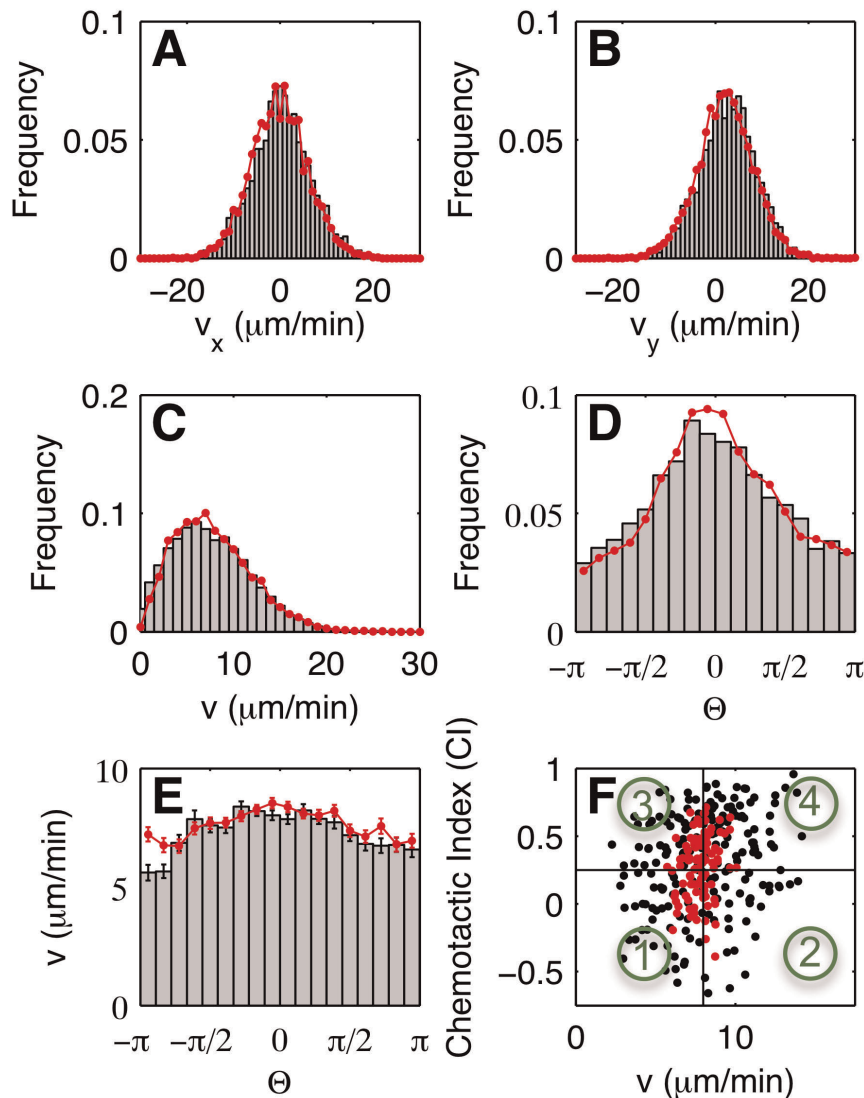 A
Frequency
0.1
0.05
0
−20 0 20
v_x (μm/min)
B
Frequency
0.1
0.05
0
−20 0 20
v_y (μm/min)
C
Frequency
0.2
0.1
0
0 10 20 30
v (μm/min)
D
Frequency
0.1
0.05
0
−π −π/2 0 π/2 π
Θ
E
v (μm/min)
10
5
0
−π −π/2 0 π/2 π
Θ
F
Chemotactic Index (CI)
1
0.5
0
−0.5
3 4
1 2
0 10
v (μm/min)